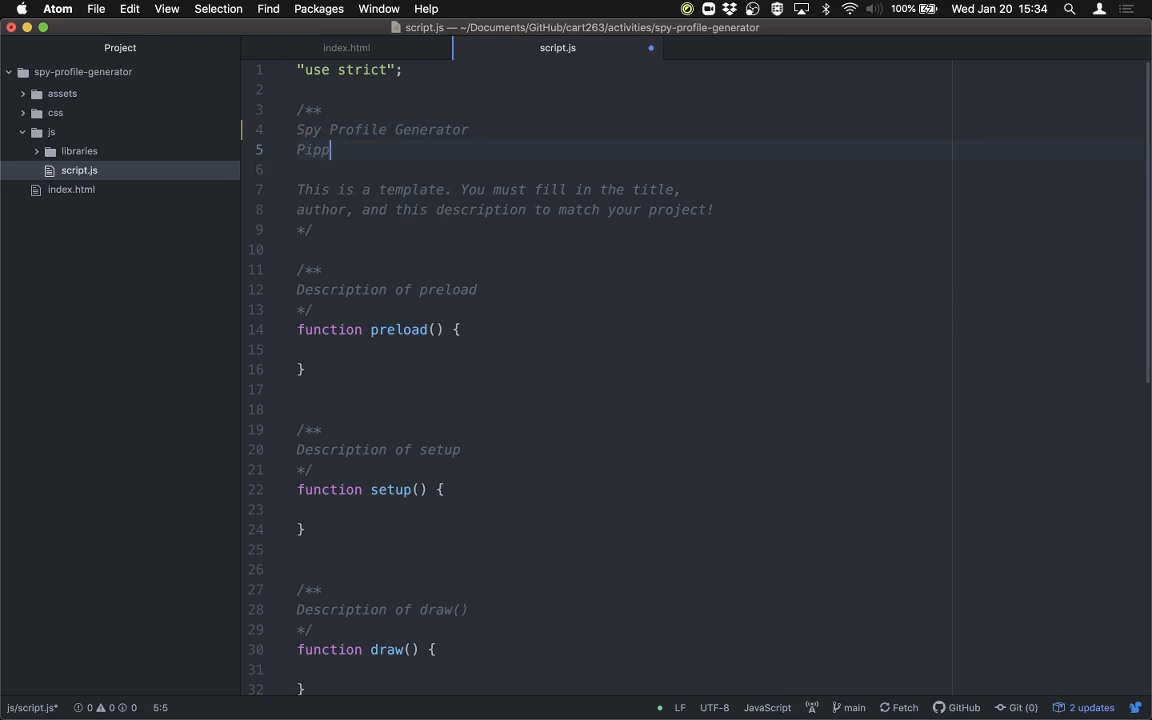 Atom File Edit View Selection Find Packages Window Help 100% Wed Jan 20 15:34
script.js — ~/Documents/GitHub/cart263/activities/spy-profile-generator
Project
index.html
script.js
spy-profile-generator
assets
css
js
libraries
script.js
index.html
1 "use strict";
2
3 /**
4 Spy Profile Generator
5 Pipp
6
7 This is a template. You must fill in the title,
8 author, and this description to match your project!
9 */
10
11 /**
12 Description of preload
13 */
14 function preload() {
15
16 }
17
18
19 /**
20 Description of setup
21 */
22 function setup() {
23
24 }
25
26
27 /**
28 Description of draw()
29 */
30 function draw() {
31
32 }
js/script.js* 0 0 0 5:5 LF UTF-8 JavaScript main Fetch GitHub Git (0) 2 updates